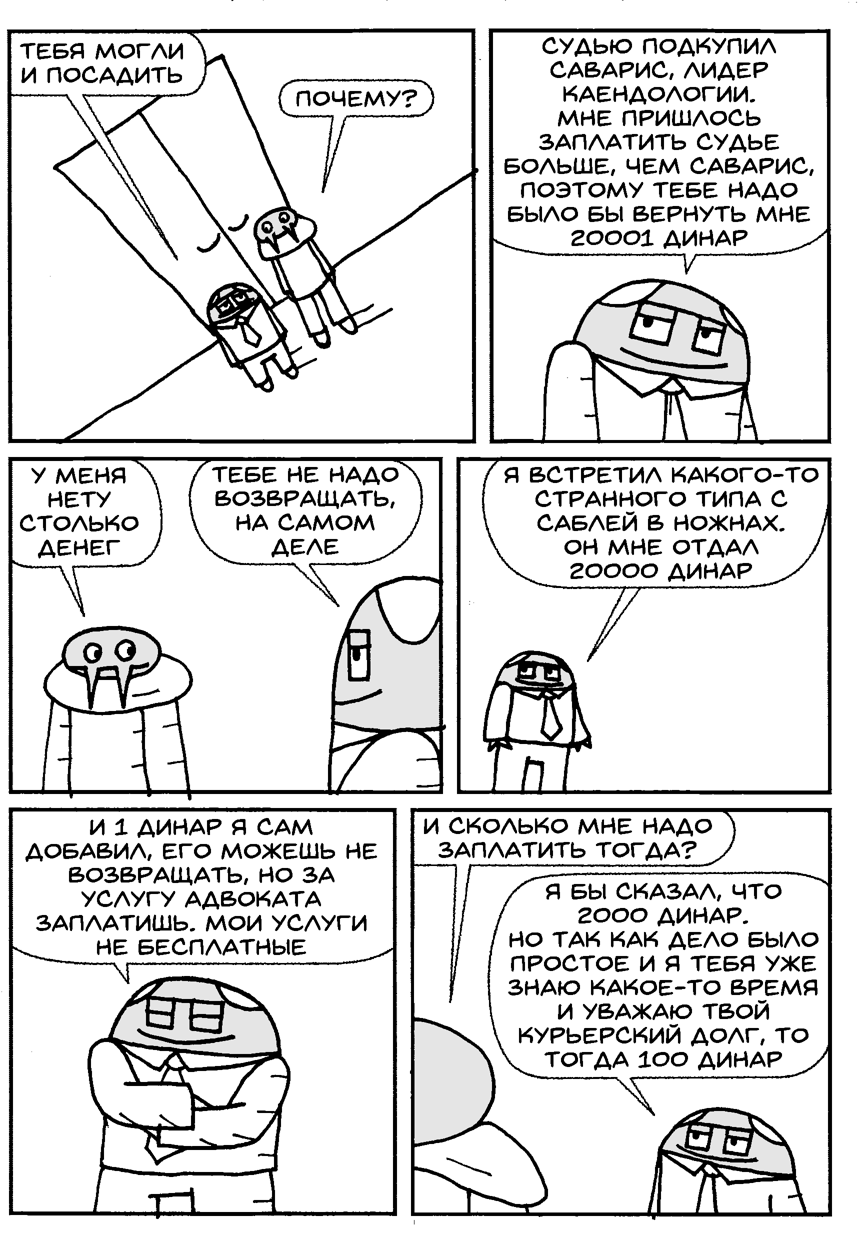 ТЕБЯ МОГЛИ
И ПОСАДИТЬ
ПОЧЕМУ?
СУДЬЮ ПОДКУПИЛ
САВАРИС, ЛИДЕР
КАЕНДОЛОГИИ.
МНЕ ПРИШЛОСЬ
ЗАПЛАТИТЬ СУДЬЕ
БОЛЬШЕ, ЧЕМ САВАРИС,
ПОЭТОМУ ТЕБЕ НАДО
БЫЛО БЫ ВЕРНУТЬ МНЕ
20001 ДИНАР
У МЕНЯ
НЕТУ
СТОЛЬКО
ДЕНЕГ
ТЕБЕ НЕ НАДО
ВОЗВРАЩАТЬ,
НА САМОМ
ДЕЛЕ
Я ВСТРЕТИЛ КАКОГО-ТО
СТРАННОГО ТИПА С
САБЛЕЙ В НОЖНАХ.
ОН МНЕ ОТДАЛ
20000 ДИНАР
И 1 ДИНАР Я САМ
ДОБАВИЛ, ЕГО МОЖЕШЬ НЕ
ВОЗВРАЩАТЬ, НО ЗА
УСЛУГУ АДВОКАТА
ЗАПЛАТИШЬ. МОИ УСЛУГИ
НЕ БЕСПЛАТНЫЕ
И СКОЛЬКО МНЕ НАДО
ЗАПЛАТИТЬ ТОГДА?
Я БЫ СКАЗАЛ, ЧТО
2000 ДИНАР.
НО ТАК КАК ДЕЛО БЫЛО
ПРОСТОЕ И Я ТЕБЯ УЖЕ
ЗНАЮ КАКОЕ-ТО ВРЕМЯ
И УВАЖАЮ ТВОЙ
КУРЬЕРСКИЙ ДОЛГ, ТО
ТОГДА 100 ДИНАР